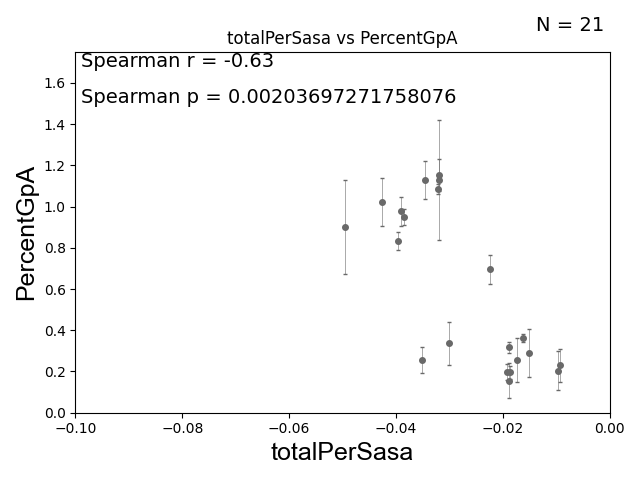 N = 21
totalPerSasa vs PercentGpA
Spearman r = -0.63
Spearman p = 0.00203697271758076
PercentGpA
1.6
1.4
1.2
1.0
0.8
0.6
0.4
0.2
0.0
−0.10
−0.08
−0.06
−0.04
−0.02
0.00
totalPerSasa